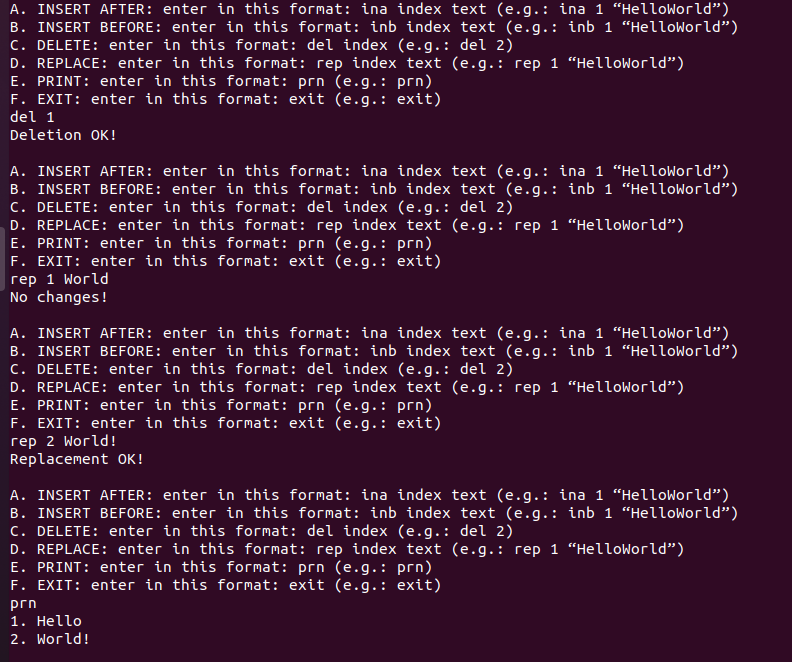 A. INSERT AFTER: enter in this format: ina index text (e.g.: ina 1 “HelloWorld”)
B. INSERT BEFORE: enter in this format: inb index text (e.g.: inb 1 “HelloWorld”)
C. DELETE: enter in this format: del index (e.g.: del 2)
D. REPLACE: enter in this format: rep index text (e.g.: rep 1 “HelloWorld”)
E. PRINT: enter in this format: prn (e.g.: prn)
F. EXIT: enter in this format: exit (e.g.: exit)
del 1
Deletion OK!

A. INSERT AFTER: enter in this format: ina index text (e.g.: ina 1 “HelloWorld”)
B. INSERT BEFORE: enter in this format: inb index text (e.g.: inb 1 “HelloWorld”)
C. DELETE: enter in this format: del index (e.g.: del 2)
D. REPLACE: enter in this format: rep index text (e.g.: rep 1 “HelloWorld”)
E. PRINT: enter in this format: prn (e.g.: prn)
F. EXIT: enter in this format: exit (e.g.: exit)
rep 1 World
No changes!

A. INSERT AFTER: enter in this format: ina index text (e.g.: ina 1 “HelloWorld”)
B. INSERT BEFORE: enter in this format: inb index text (e.g.: inb 1 “HelloWorld”)
C. DELETE: enter in this format: del index (e.g.: del 2)
D. REPLACE: enter in this format: rep index text (e.g.: rep 1 “HelloWorld”)
E. PRINT: enter in this format: prn (e.g.: prn)
F. EXIT: enter in this format: exit (e.g.: exit)
rep 2 World!
Replacement OK!

A. INSERT AFTER: enter in this format: ina index text (e.g.: ina 1 “HelloWorld”)
B. INSERT BEFORE: enter in this format: inb index text (e.g.: inb 1 “HelloWorld”)
C. DELETE: enter in this format: del index (e.g.: del 2)
D. REPLACE: enter in this format: rep index text (e.g.: rep 1 “HelloWorld”)
E. PRINT: enter in this format: prn (e.g.: prn)
F. EXIT: enter in this format: exit (e.g.: exit)
prn
1. Hello
2. World!